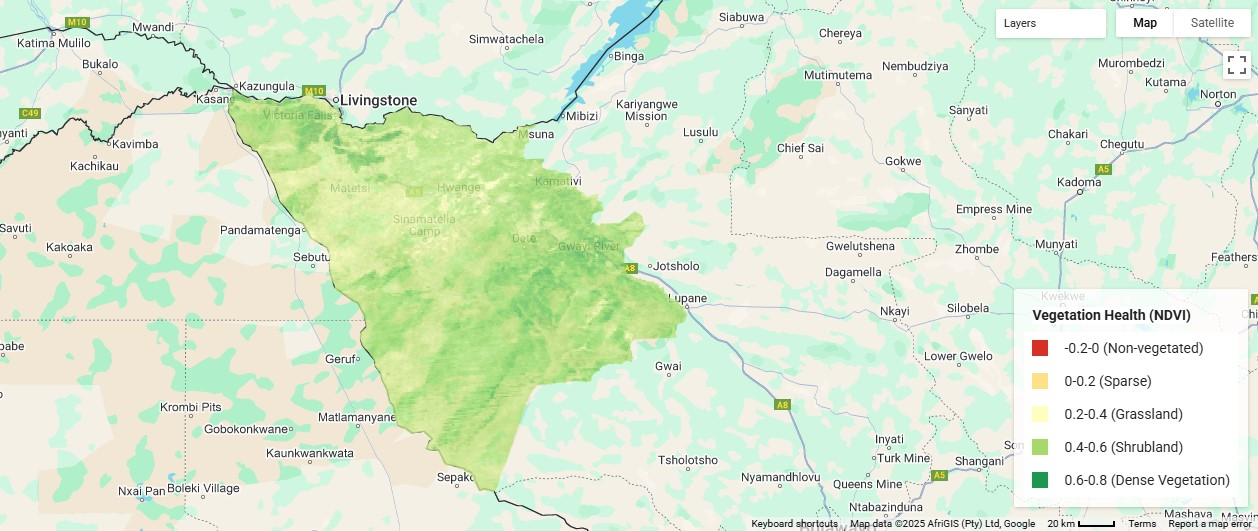 M10
Mwandi
Katima Mulilo
Bukalo
C49
Kavimba
Kachikau
Savuti
Kakoaka
Pandamatenga
Sebutu
Geruf
Krombi Pits
Gobokonkwane
Matlamanyane
Kaunkwankwata
Nxai Pan
Boleki Village
Sepako
Kazungula
M10
Livingstone
Victoria Falls
Matetsi
Hwange
Sinamatella
Camp
Dete
Gwayi River
Kamativi
Msuna
Simwatachela
Binga
Mibizi
Siabuwa
Kariyangwe
Mission
Lusulu
Chereya
Mutimutema
Nembudziya
Chief Sai
Gokwe
Sanyati
Murombedzi
Kutama
Norton
Chakari
Chegutu
A5
Kadoma
Empress Mine
Munyati
Zhombe
Gwelutshena
Dagamella
A8
Jotsholo
Lupane
Gwai
Nkayi
Silobela
Kwekwe
Lower Gwelo
A8
Inyati
Turk Mine
Shangani
A5
Queens Mine
Ntabazinduna
Nyamandhlovu
Tsholotsho
Bulawayo
Layers
Map
Satellite
Vegetation Health (NDVI)
-0.2-0 (Non-vegetated)
0-0.2 (Sparse)
0.2-0.4 (Grassland)
0.4-0.6 (Shrubland)
0.6-0.8 (Dense Vegetation)
Mashava
Keyboard shortcuts
Map data ©2025 AfriGIS (Pty) Ltd, Google
20 km
Terms
Report a map error